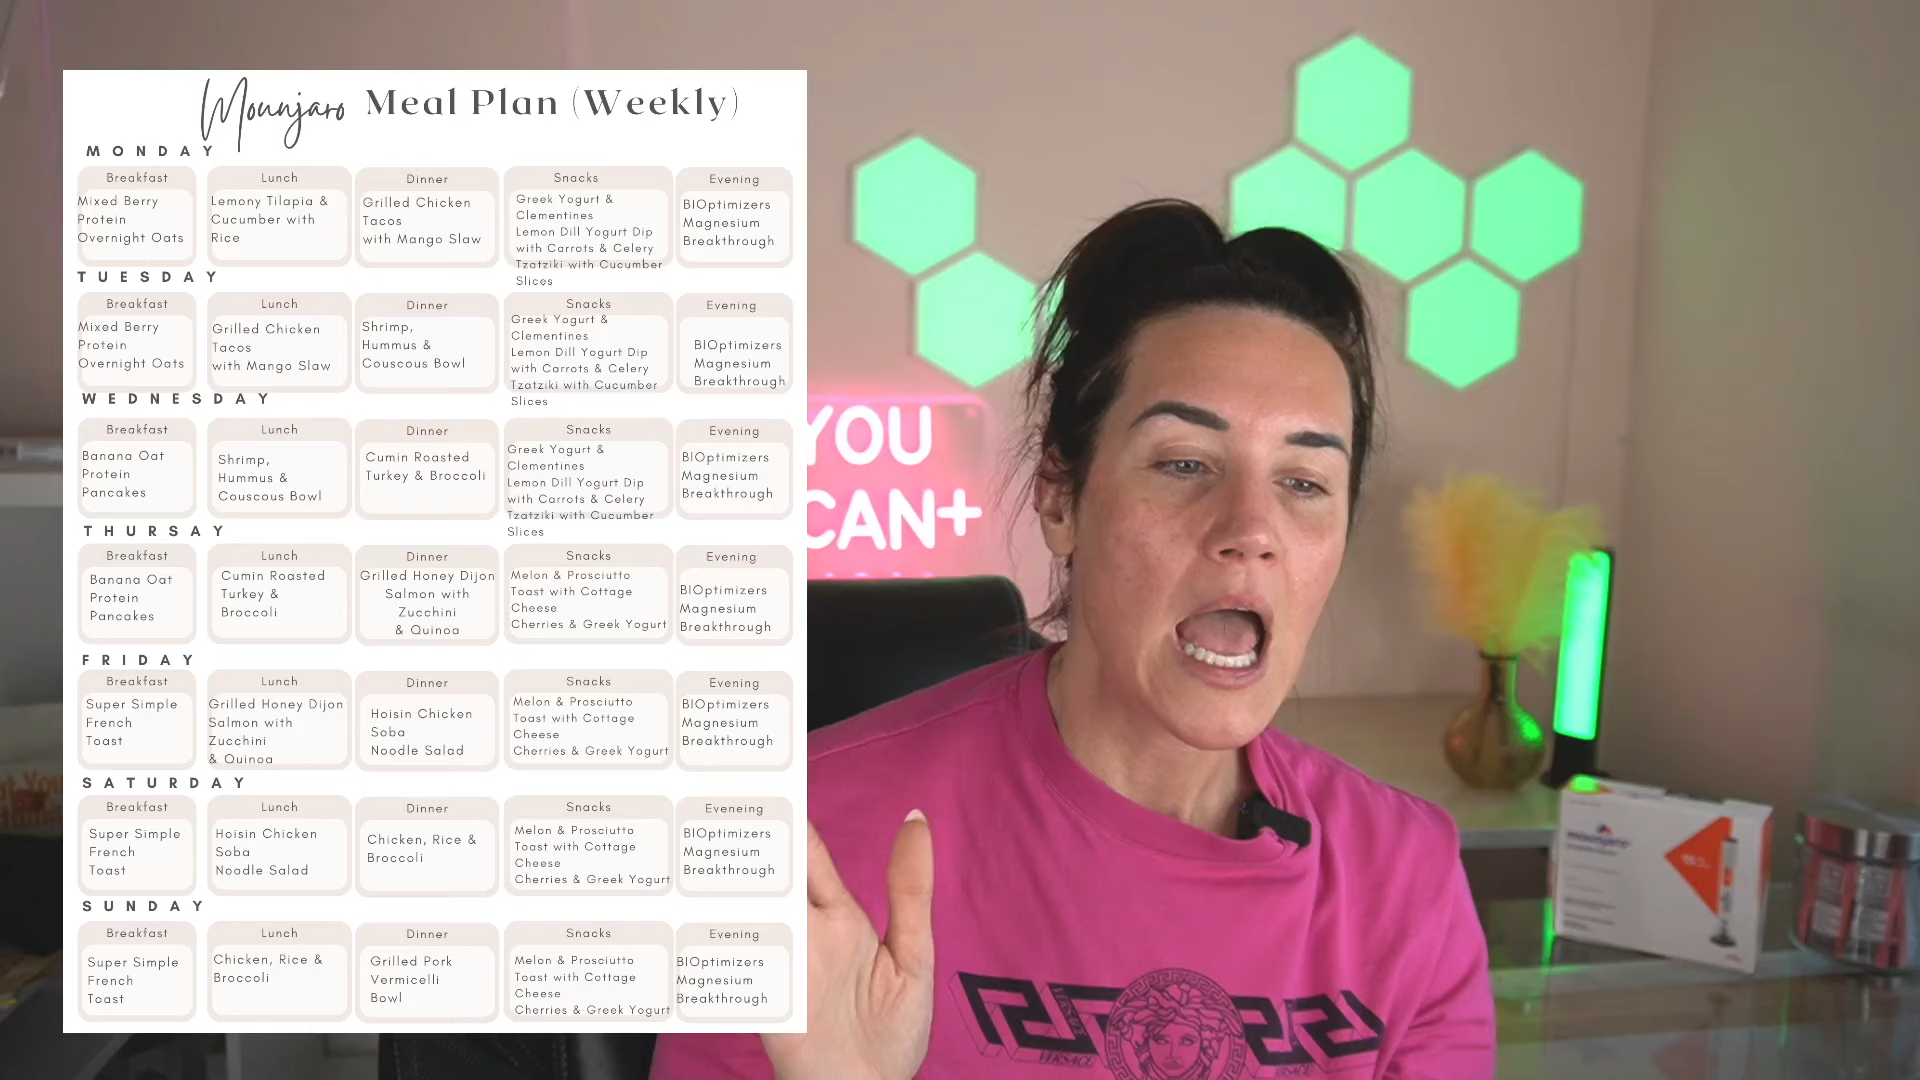 Mounjaro Meal Plan (Weekly)
MONDAY
Breakfast
Mixed Berry
Protein
Overnight Oats
Lunch
Lemony Tilapia &
Cucumber with
Rice
Dinner
Grilled Chicken
Tacos
with Mango Slaw
Snacks
Greek Yogurt &
Clementines
Lemon Dill Yogurt Dip
with Carrots & Celery
Tzatziki with Cucumber
Slices
Evening
BIOptimizers
Magnesium
Breakthrough
TUESDAY
Breakfast
Mixed Berry
Protein
Overnight Oats
Lunch
Grilled Chicken
Tacos
with Mango Slaw
Dinner
Shrimp,
Hummus &
Couscous Bowl
Snacks
Greek Yogurt &
Clementines
Lemon Dill Yogurt Dip
with Carrots & Celery
Tzatziki with Cucumber
Slices
Evening
BIOptimizers
Magnesium
Breakthrough
WEDNESDAY
Breakfast
Banana Oat
Protein
Pancakes
Lunch
Shrimp,
Hummus &
Couscous Bowl
Dinner
Cumin Roasted
Turkey & Broccoli
Snacks
Greek Yogurt &
Clementines
Lemon Dill Yogurt Dip
with Carrots & Celery
Tzatziki with Cucumber
Slices
Evening
BIOptimizers
Magnesium
Breakthrough
THURSAY
Breakfast
Banana Oat
Protein
Pancakes
Lunch
Cumin Roasted
Turkey &
Broccoli
Dinner
Grilled Honey Dijon
Salmon with
Zucchini
& Quinoa
Snacks
Melon & Prosciutto
Toast with Cottage
Cheese
Cherries & Greek Yogurt
Evening
BIOptimizers
Magnesium
Breakthrough
FRIDAY
Breakfast
Super Simple
French
Toast
Lunch
Grilled Honey Dijon
Salmon with
Zucchini
& Quinoa
Dinner
Hoisin Chicken
Soba
Noodle Salad
Snacks
Melon & Prosciutto
Toast with Cottage
Cheese
Cherries & Greek Yogurt
Evening
BIOptimizers
Magnesium
Breakthrough
SATURDAY
Breakfast
Super Simple
French
Toast
Lunch
Hoisin Chicken
Soba
Noodle Salad
Dinner
Chicken, Rice &
Broccoli
Snacks
Melon & Prosciutto
Toast with Cottage
Cheese
Cherries & Greek Yogurt
Eveneing
BIOptimizers
Magnesium
Breakthrough
SUNDAY
Breakfast
Super Simple
French
Toast
Lunch
Chicken, Rice &
Broccoli
Dinner
Grilled Pork
Vermicelli
Bowl
Snacks
Melon & Prosciutto
Toast with Cottage
Cheese
Cherries & Greek Yogurt
Evening
BIOptimizers
Magnesium
Breakthrough
YOU
CAN+
mounjaro
VERSACE